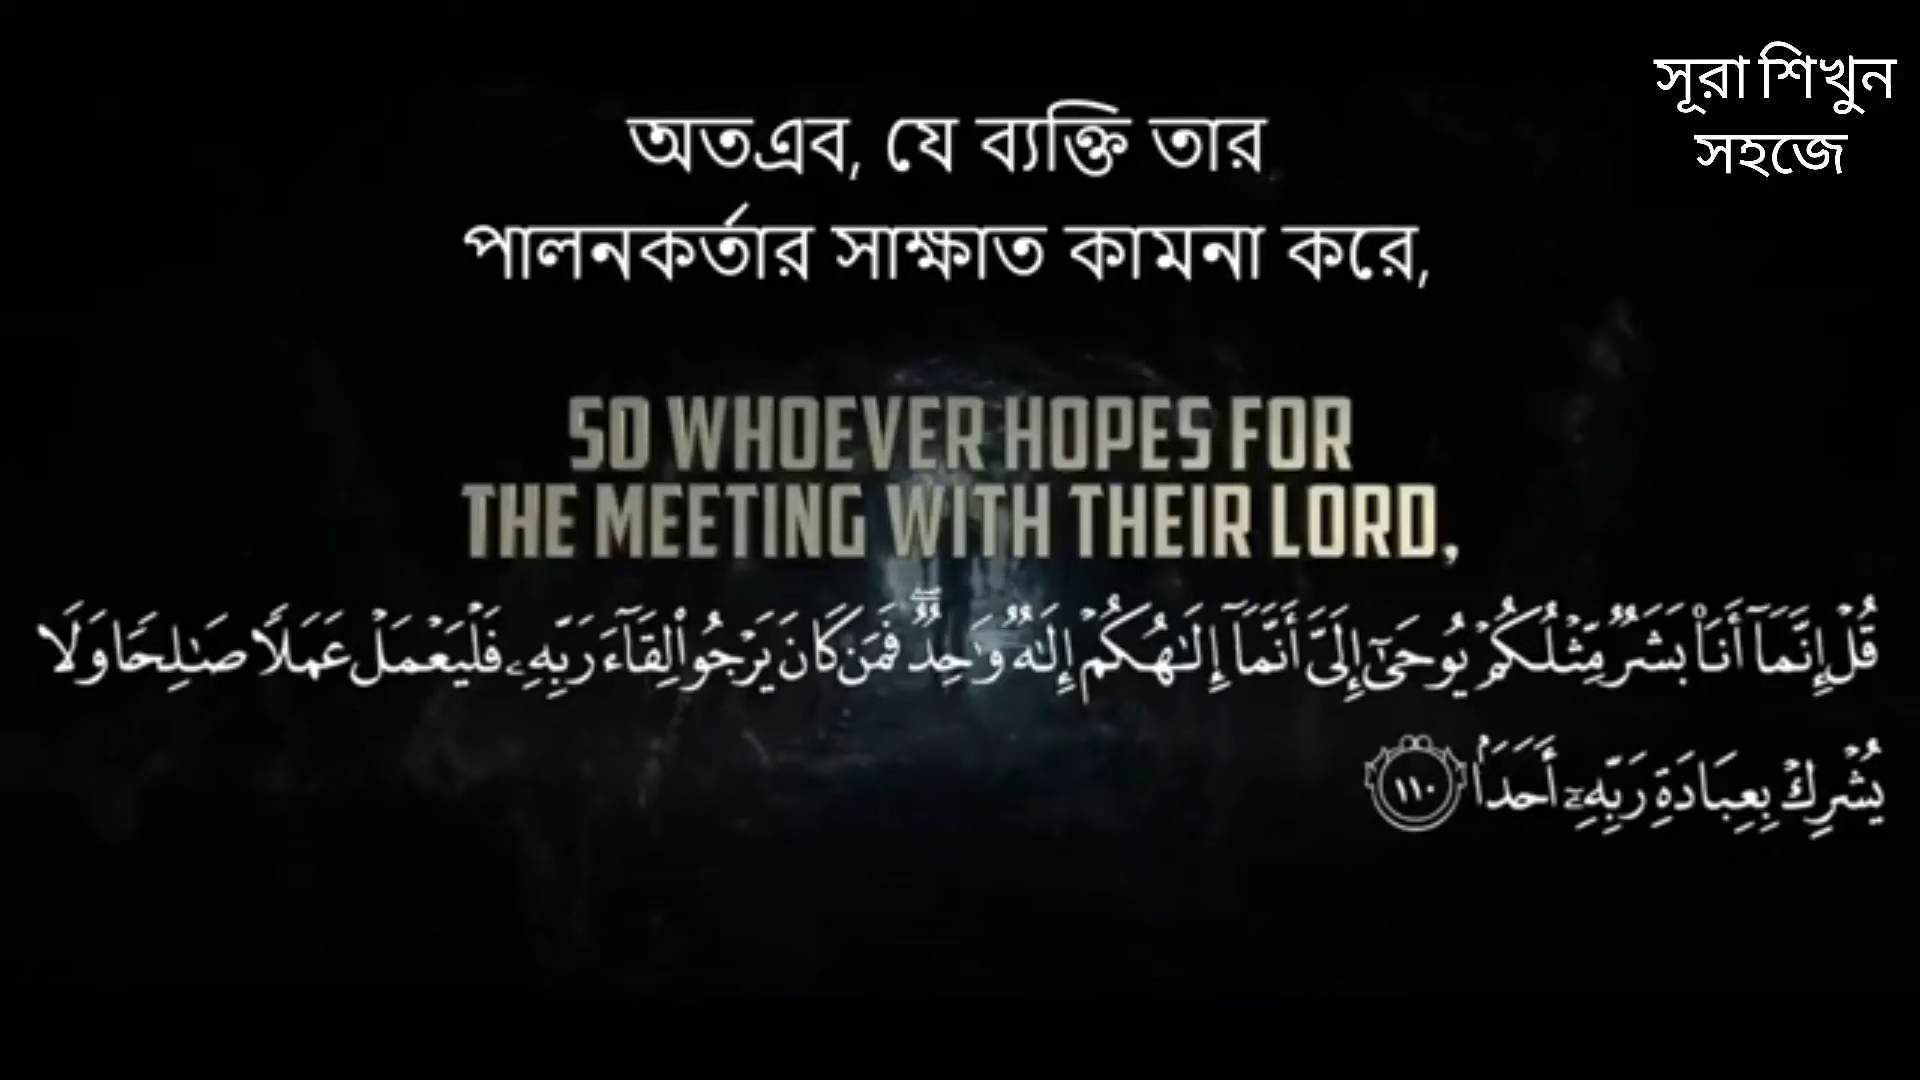 সূরা শিখুন
সহজে
অতএব, যে ব্যক্তি তার
পালনকর্তার সাক্ষাত কামনা করে,
SO WHOEVER HOPES FOR
THE MEETING WITH THEIR LORD,
قُلْ إِنَّمَآ أَنَا۠ بَشَرٌ مِّثْلُكُمْ يُوحَىٰٓ إِلَىَّ أَنَّمَآ إِلَـٰهُكُمْ إِلَـٰهٌ وَٰحِدٌ ۖ فَمَن كَانَ يَرْجُوا۟ لِقَآءَ رَبِّهِۦ فَلْيَعْمَلْ عَمَلًا صَـٰلِحًا وَلَا
يُشْرِكْ بِعِبَادَةِ رَبِّهِۦٓ أَحَدًۢا ١١٠